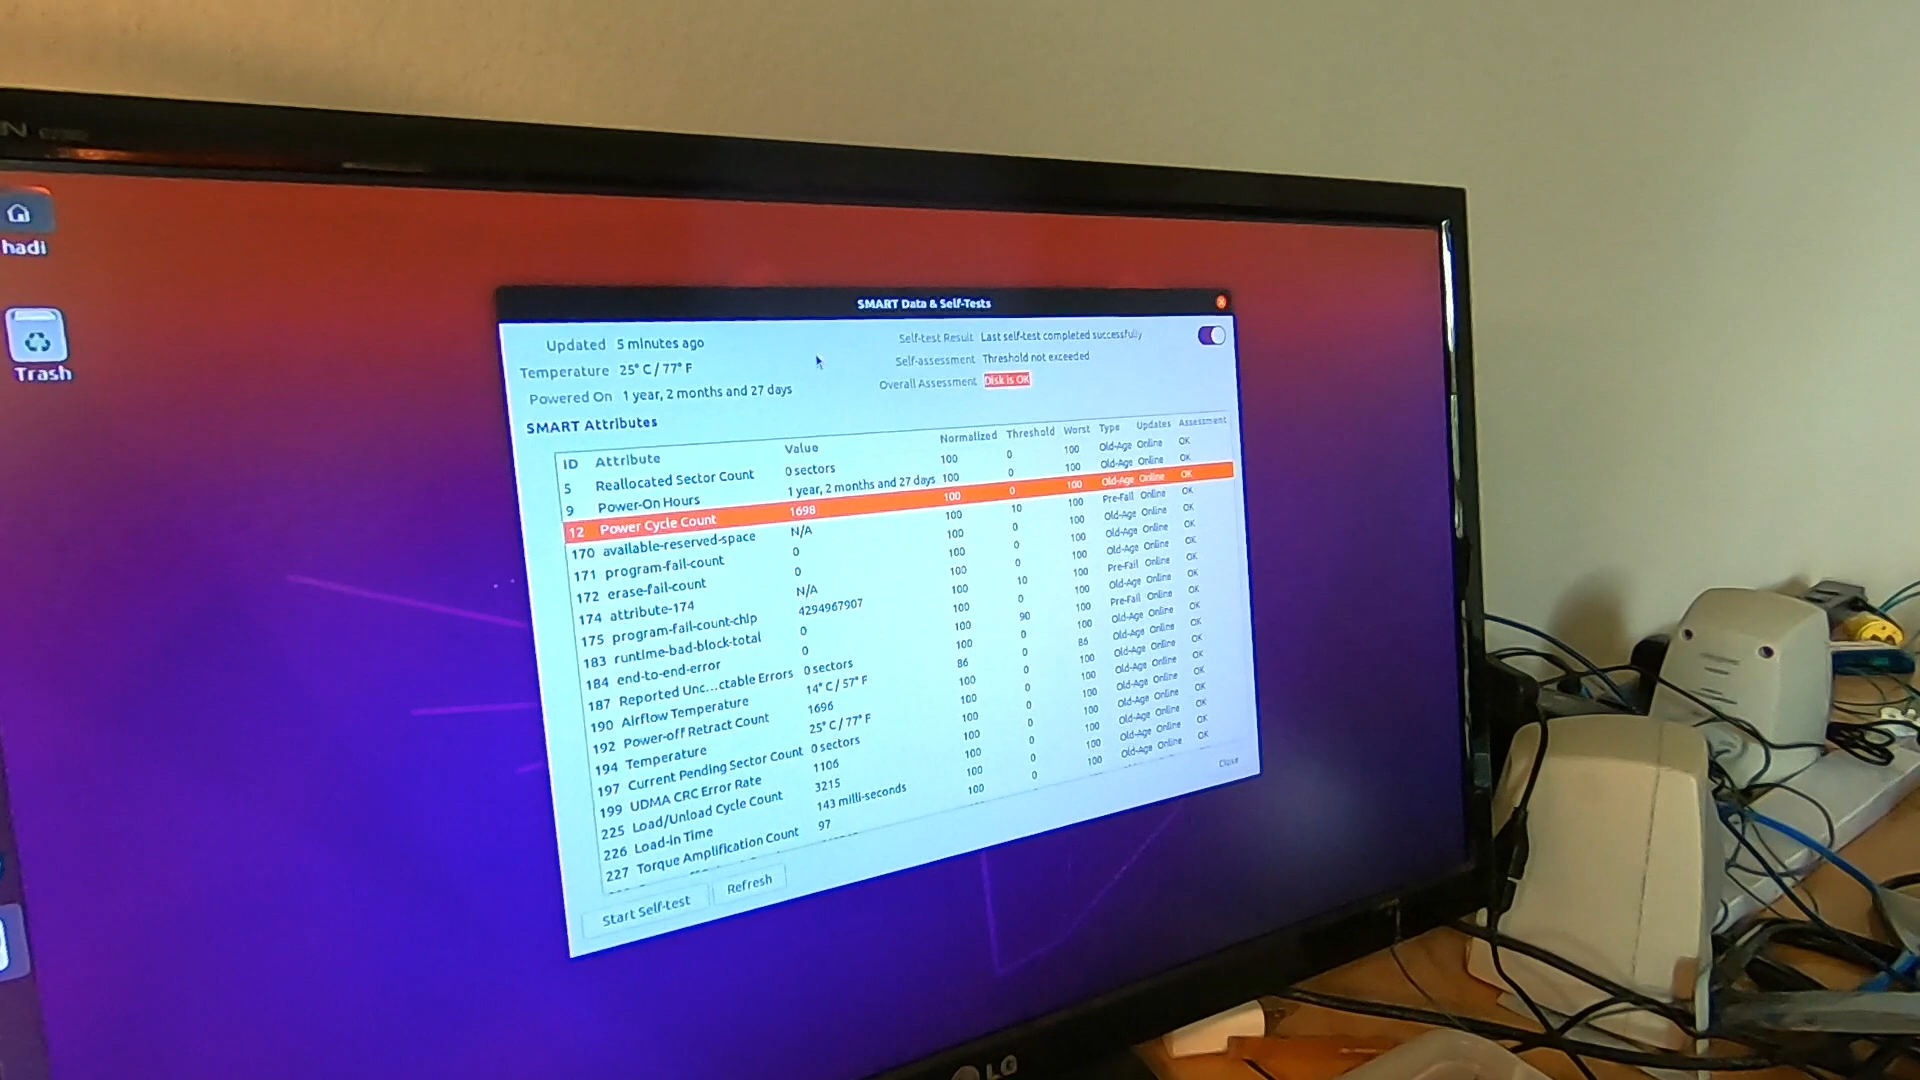 hadi
Trash
SMART Data & Self-Tests
Updated 5 minutes ago
Temperature 25° C / 77° F
Powered On 1 year, 2 months and 27 days
Self-test Result Last self-test completed successfully
Self-assessment Threshold not exceeded
Overall Assessment Disk is OK
SMART Attributes
ID Attribute Value Normalized Threshold Worst Type Updates Assessment
5 Reallocated Sector Count 0 sectors 100 0 100 Old-Age Online OK
9 Power-On Hours 1 year, 2 months and 27 days 100 0 100 Old-Age Online OK
12 Power Cycle Count 1698 100 0 100 Old-Age Online OK
170 available-reserved-space N/A 100 10 100 Pre-Fail Online OK
171 program-fail-count 0 100 0 100 Old-Age Online OK
172 erase-fail-count 0 100 0 100 Old-Age Online OK
174 attribute-174 N/A 100 0 100 Old-Age Online OK
175 program-fail-count-chip 4294967907 100 10 100 Pre-Fail Online OK
183 runtime-bad-block-total 0 100 0 100 Old-Age Online OK
184 end-to-end-error 0 100 90 100 Pre-Fail Online OK
187 Reported Unc...ctable Errors 0 sectors 100 0 100 Old-Age Online OK
190 Airflow Temperature 14° C / 57° F 86 0 86 Old-Age Online OK
192 Power-off Retract Count 1696 100 0 100 Old-Age Online OK
194 Temperature 25° C / 77° F 100 0 100 Old-Age Online OK
197 Current Pending Sector Count 0 sectors 100 0 100 Old-Age Online OK
199 UDMA CRC Error Rate 1106 100 0 100 Old-Age Online OK
225 Load/Unload Cycle Count 3215 100 0 100 Old-Age Online OK
226 Load-in Time 143 milli-seconds 100 0 100 Old-Age Online OK
227 Torque Amplification Count 97 100 0 100 Old-Age Online OK
Start Self-test
Refresh
Close
LG